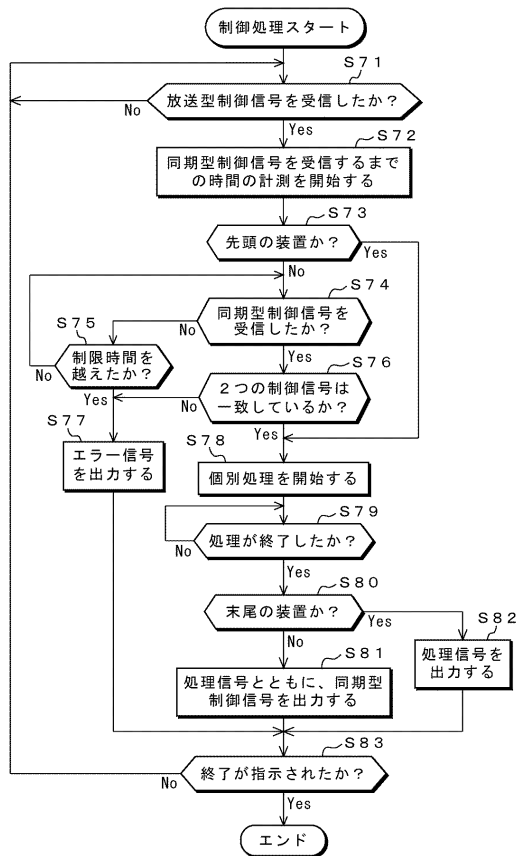 制御処理スタート
S71
放送型制御信号を受信したか?
No
Yes
S72
同期型制御信号を受信するまで
の時間の計測を開始する
S73
先頭の装置か?
Yes
No
S74
同期型制御信号を
受信したか?
No
Yes
S75
制限時間を
越えたか?
No
Yes
S76
2つの制御信号は
一致しているか?
No
Yes
S77
エラー信号
を出力する
S78
個別処理を開始する
S79
処理が終了したか?
No
Yes
S80
末尾の装置か?
Yes
No
S82
処理信号を
出力する
S81
処理信号とともに、同期型
制御信号を出力する
S83
終了が指示されたか?
No
Yes
エンド